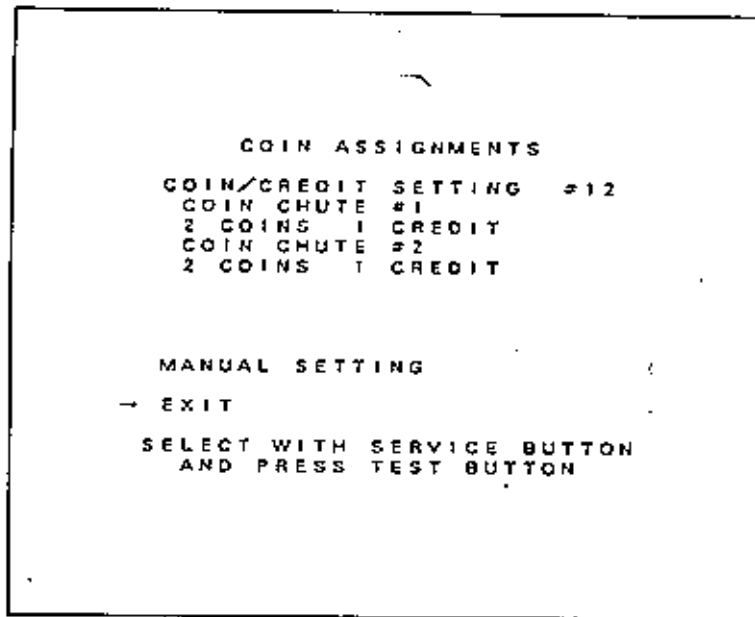 COIN ASSIGNMENTS
COIN/CREDIT SETTING #12
COIN CHUTE #1
2 COINS 1 CREDIT
COIN CHUTE #2
2 COINS 1 CREDIT
MANUAL SETTING
→ EXIT
SELECT WITH SERVICE BUTTON
AND PRESS TEST BUTTON